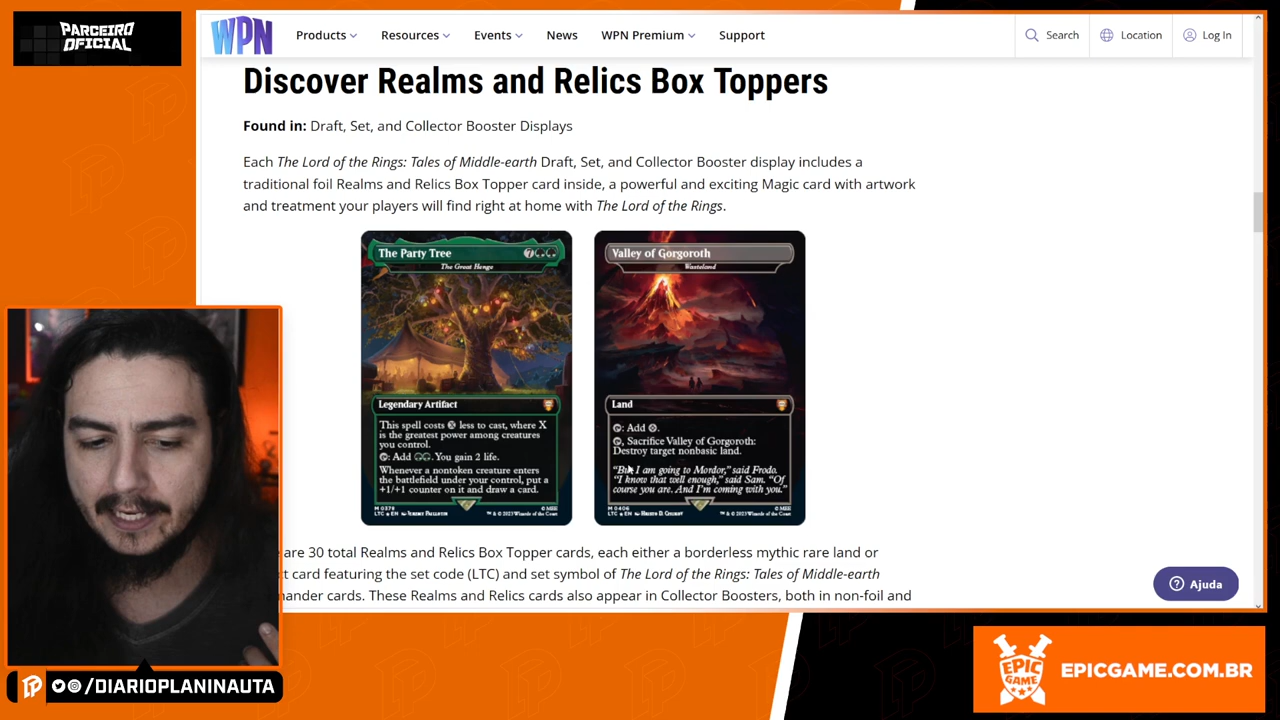 PARCEIRO
OFICIAL
WPN
Products
Resources
Events
News
WPN Premium
Support
Search
Location
Log In
Discover Realms and Relics Box Toppers
Found in: Draft, Set, and Collector Booster Displays
Each The Lord of the Rings: Tales of Middle-earth Draft, Set, and Collector Booster display includes a
traditional foil Realms and Relics Box Topper card inside, a powerful and exciting Magic card with artwork
and treatment your players will find right at home with The Lord of the Rings.
The Party Tree
7
The Great Henge
Legendary Artifact
This spell costs X less to cast, where X
is the greatest power among creatures
you control.
: Add . You gain 2 life.
Whenever a nontoken creature enters
the battlefield under your control, put a
+1/+1 counter on it and draw a card.
M 0378
LTC EN
Valley of Gorgoroth
Wasteland
Land
: Add .
, Sacrifice Valley of Gorgoroth:
Destroy target nonbasic land.
"But I am going to Mordor," said Frodo.
"I know that well enough," said Sam. "Of
course you are. And I'm coming with you."
M 0406
LTC EN
are 30 total Realms and Relics Box Topper cards, each either a borderless mythic rare land or
card featuring the set code (LTC) and set symbol of The Lord of the Rings: Tales of Middle-earth
mander cards. These Realms and Relics cards also appear in Collector Boosters, both in non-foil and
Ajuda
/DIARIOPLANINAUTA
EPIC
GAME
EPICGAME.COM.BR